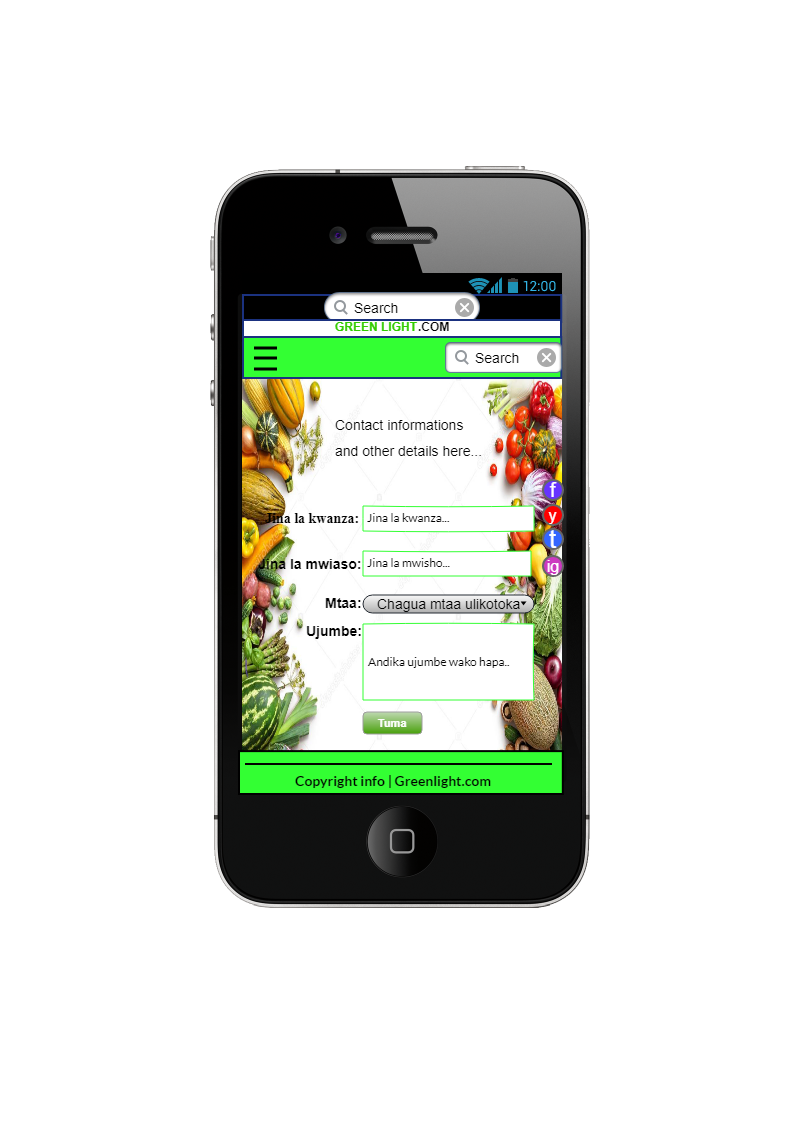 12:00
Search
GREEN LIGHT.COM
Search
Contact informations
and other details here...
f
Jina la kwanza: Jina la kwanza...
y
t
Jina la mwiaso: Jina la mwisho...
ig
Mtaa: Chagua mtaa ulikotoka
Ujumbe:
Andika ujumbe wako hapa..
Tuma
Copyright info | Greenlight.com